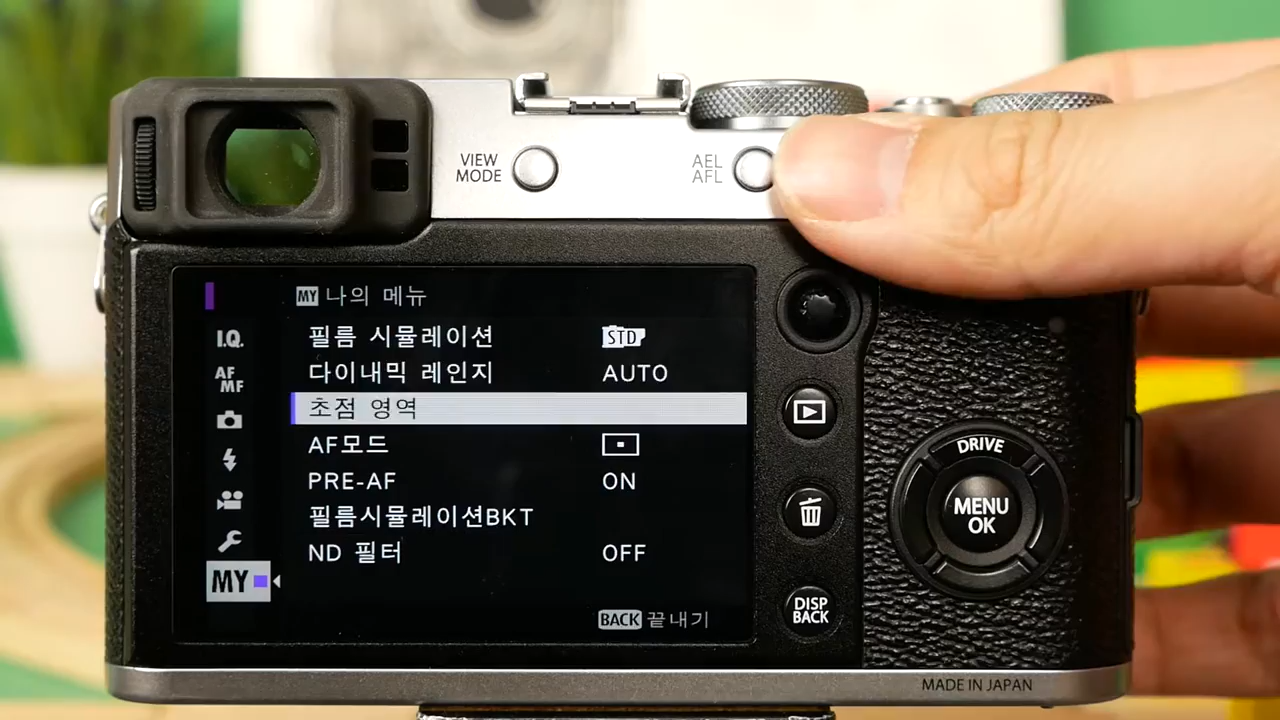 VIEW
MODE
AEL
AFL
MY 나의 메뉴
I.Q.
AF
MF
MY
필름 시뮬레이션 STD
다이내믹 레인지 AUTO
초점 영역
AF모드
PRE-AF ON
필름시뮬레이션BKT
ND 필터 OFF
BACK 끝내기
DRIVE
MENU
OK
DISP
BACK
MADE IN JAPAN